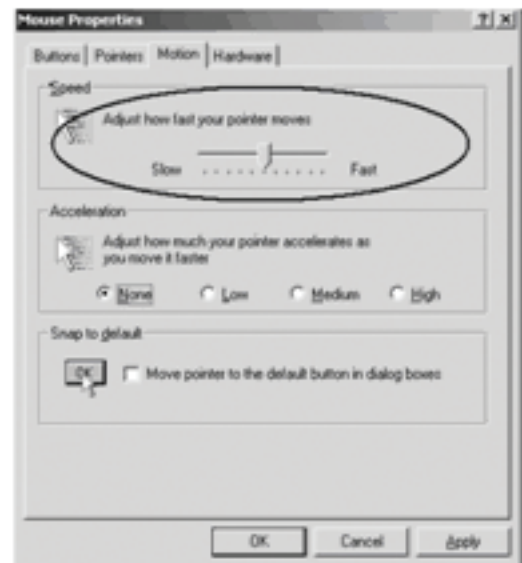 Mouse Properties ? X
Buttons Pointers Motion Hardware
Speed
Adjust how fast your pointer moves
Slow Fast
Acceleration
Adjust how much your pointer accelerates as
you move it faster
None Low Medium High
Snap to default
OK Move pointer to the default button in dialog boxes
OK Cancel Apply